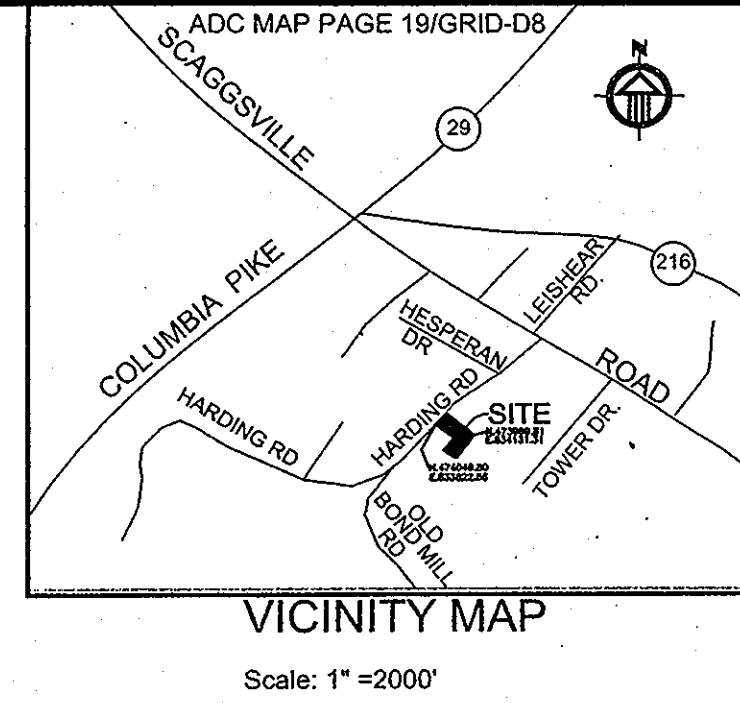 ADC MAP PAGE 19/GRID-D8
SCAGGSVILLE
N
29
COLUMBIA PIKE
216
LEISHEAR
RD.
HESPERAN
DR
ROAD
HARDING RD
HARDING RD
SITE
TOWER DR.
OLD
BOND MILL
RD
VICINITY MAP
Scale: 1" =2000'